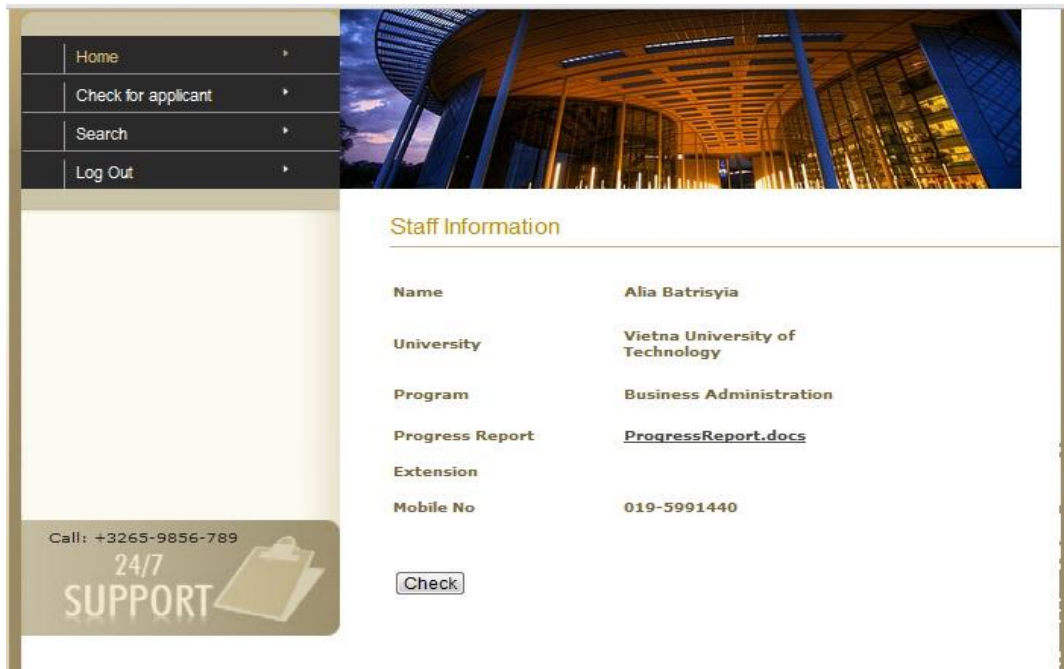 Home
Check for applicant
Search
Log Out
Staff Information
Name Alia Batrisyia
University Vietna University of
Technology
Program Business Administration
Progress Report ProgressReport.docs
Extension
Mobile No 019-5991440
Check
Call: +3265-9856-789
24/7
SUPPORT